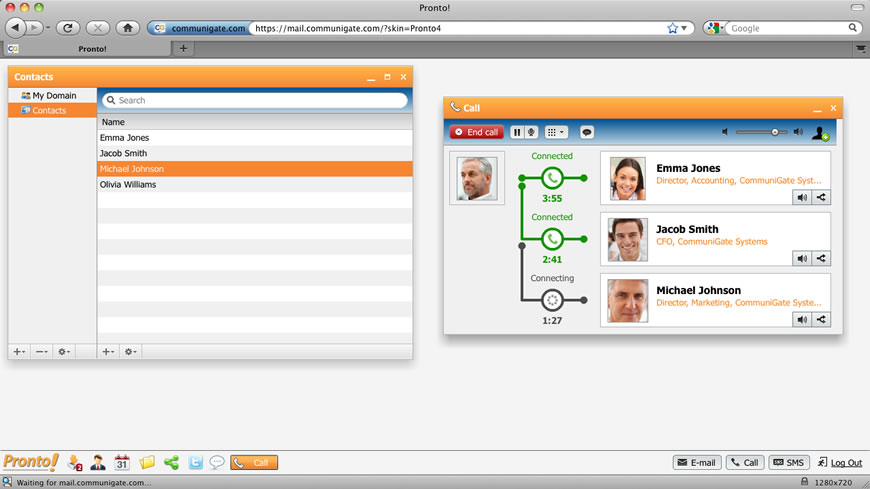 Pronto!
communigate.com
https://mail.communigate.com/?skin=Pronto4
Google
Pronto!
Contacts
My Domain
Contacts
Search
Name
Emma Jones
Jacob Smith
Michael Johnson
Olivia Williams
Call
End call
Connected
3:55
Emma Jones
Director, Accounting, CommuniGate Syst...
Connected
2:41
Jacob Smith
CFO, CommuniGate Systems
Connecting
1:27
Michael Johnson
Director, Marketing, CommuniGate Syste...
Pronto!
2
31
Call
E-mail
Call
SMS
Log Out
Waiting for mail.communigate.com...
1280x720